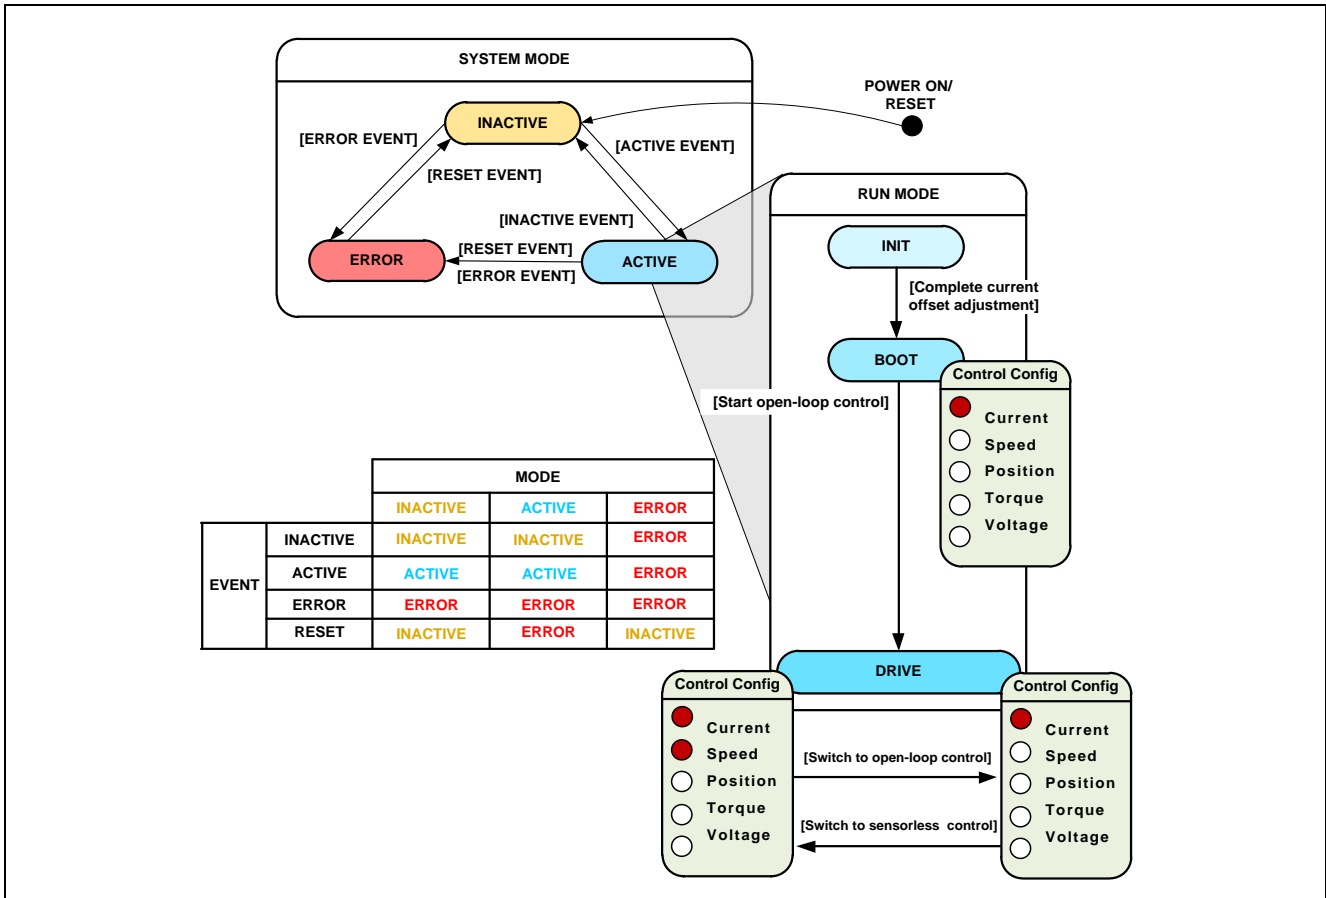 SYSTEM MODE
POWER ON/
RESET
INACTIVE
[ERROR EVENT]
[ACTIVE EVENT]
[RESET EVENT]
[INACTIVE EVENT]
ERROR
[RESET EVENT]
[ERROR EVENT]
ACTIVE
RUN MODE
INIT
[Complete current
offset adjustment]
BOOT
Control Config
Current
Speed
Position
Torque
Voltage
[Start open-loop control]
MODE
INACTIVE ACTIVE ERROR
EVENT
INACTIVE INACTIVE INACTIVE ERROR
ACTIVE ACTIVE ACTIVE ERROR
ERROR ERROR ERROR ERROR
RESET INACTIVE ERROR INACTIVE
DRIVE
Control Config
Current
Speed
Position
Torque
Voltage
[Switch to open-loop control]
[Switch to sensorless control]
Control Config
Current
Speed
Position
Torque
Voltage